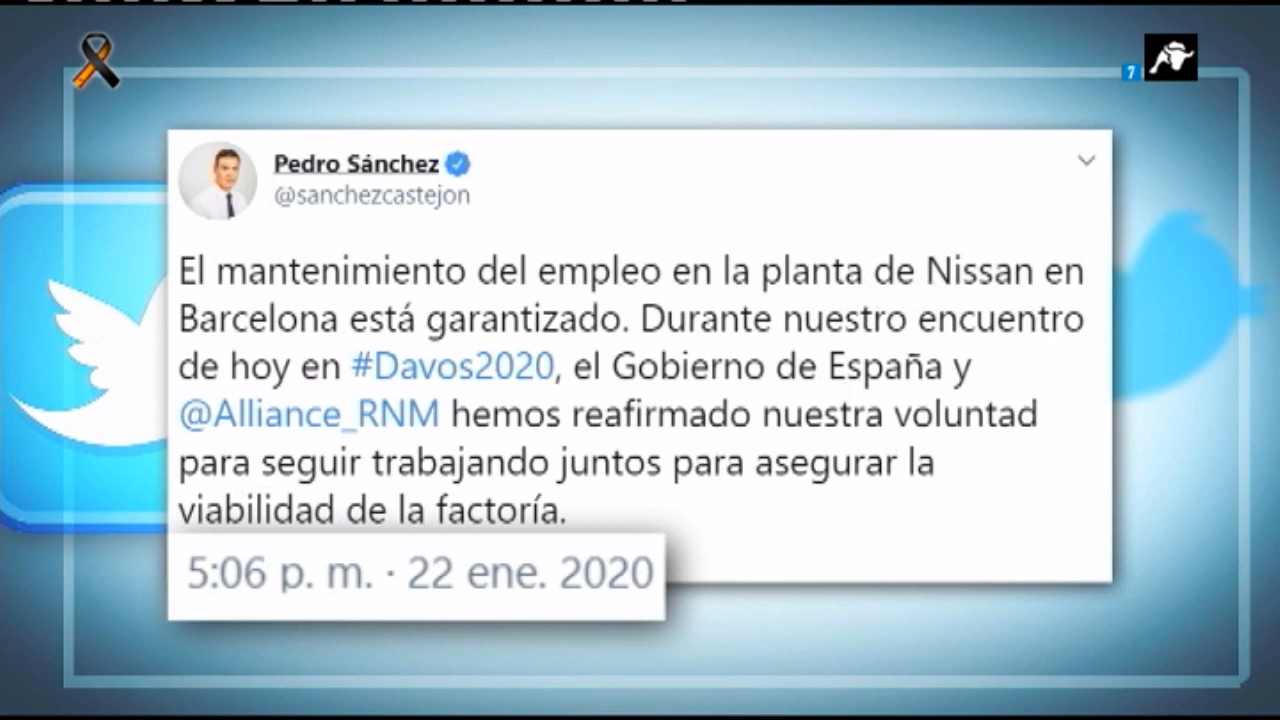 7
Pedro Sánchez
@sanchezcastejon
El mantenimiento del empleo en la planta de Nissan en
Barcelona está garantizado. Durante nuestro encuentro
de hoy en #Davos2020, el Gobierno de España y
@Alliance_RNM hemos reafirmado nuestra voluntad
para seguir trabajando juntos para asegurar la
viabilidad de la factoría.
5:06 p. m. · 22 ene. 2020